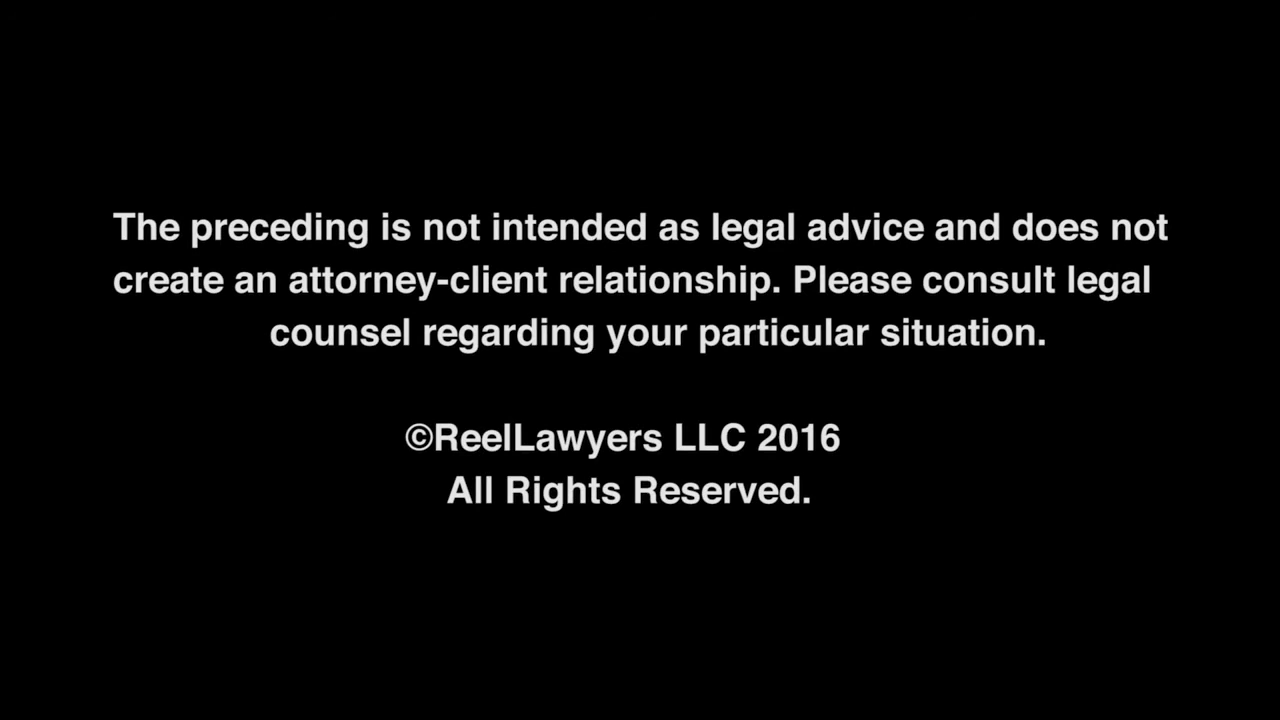 The preceding is not intended as legal advice and does not
create an attorney-client relationship. Please consult legal
counsel regarding your particular situation.
©ReelLawyers LLC 2016
All Rights Reserved.